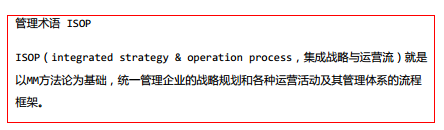 管理术语 ISOP
ISOP（integrated strategy & operation process，集成战略与运营流）就是
以MM方法论为基础，统一管理企业的战略规划和各种运营活动及其管理体系的流程
框架。